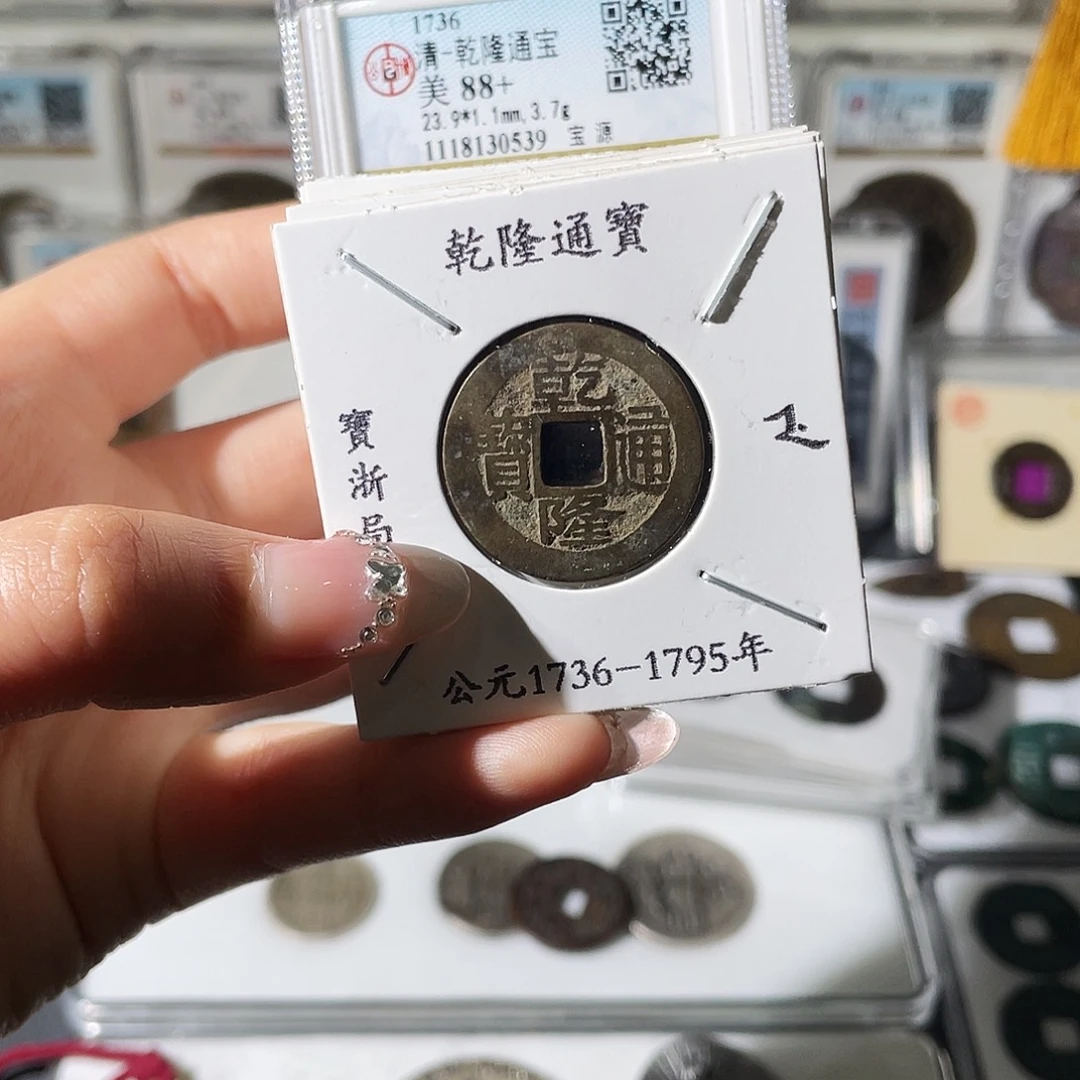 1736
清-乾隆通宝
美 88+
23.9*1.1mm,3.7g
1118130539 宝源
乾隆通寶
寶浙局
乾隆通寶
公元1736-1795年